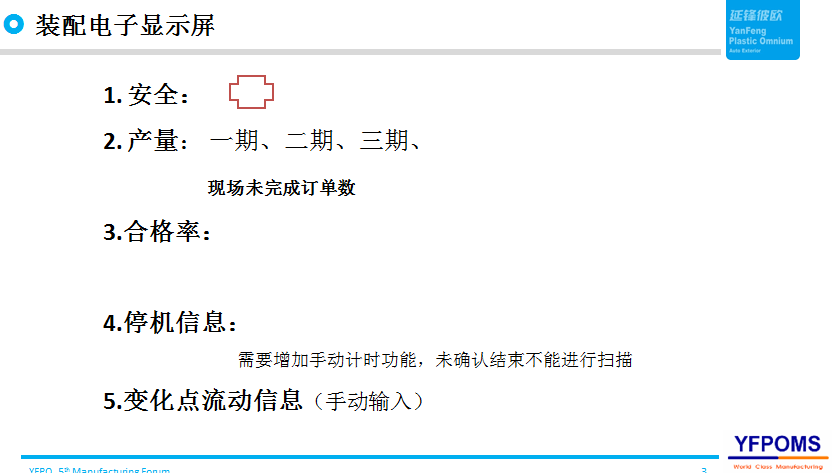 装配电子显示屏
延锋彼欧
YanFeng
Plastic Omnium
Auto Exterior
1. 安全：
2. 产量： 一期、二期、三期、
现场未完成订单数
3.合格率：
4.停机信息：
需要增加手动计时功能，未确认结束不能进行扫描
5.变化点流动信息（手动输入）
YFPO 5th Manufacturing Forum
3
YFPOMS
World Class Manufacturing